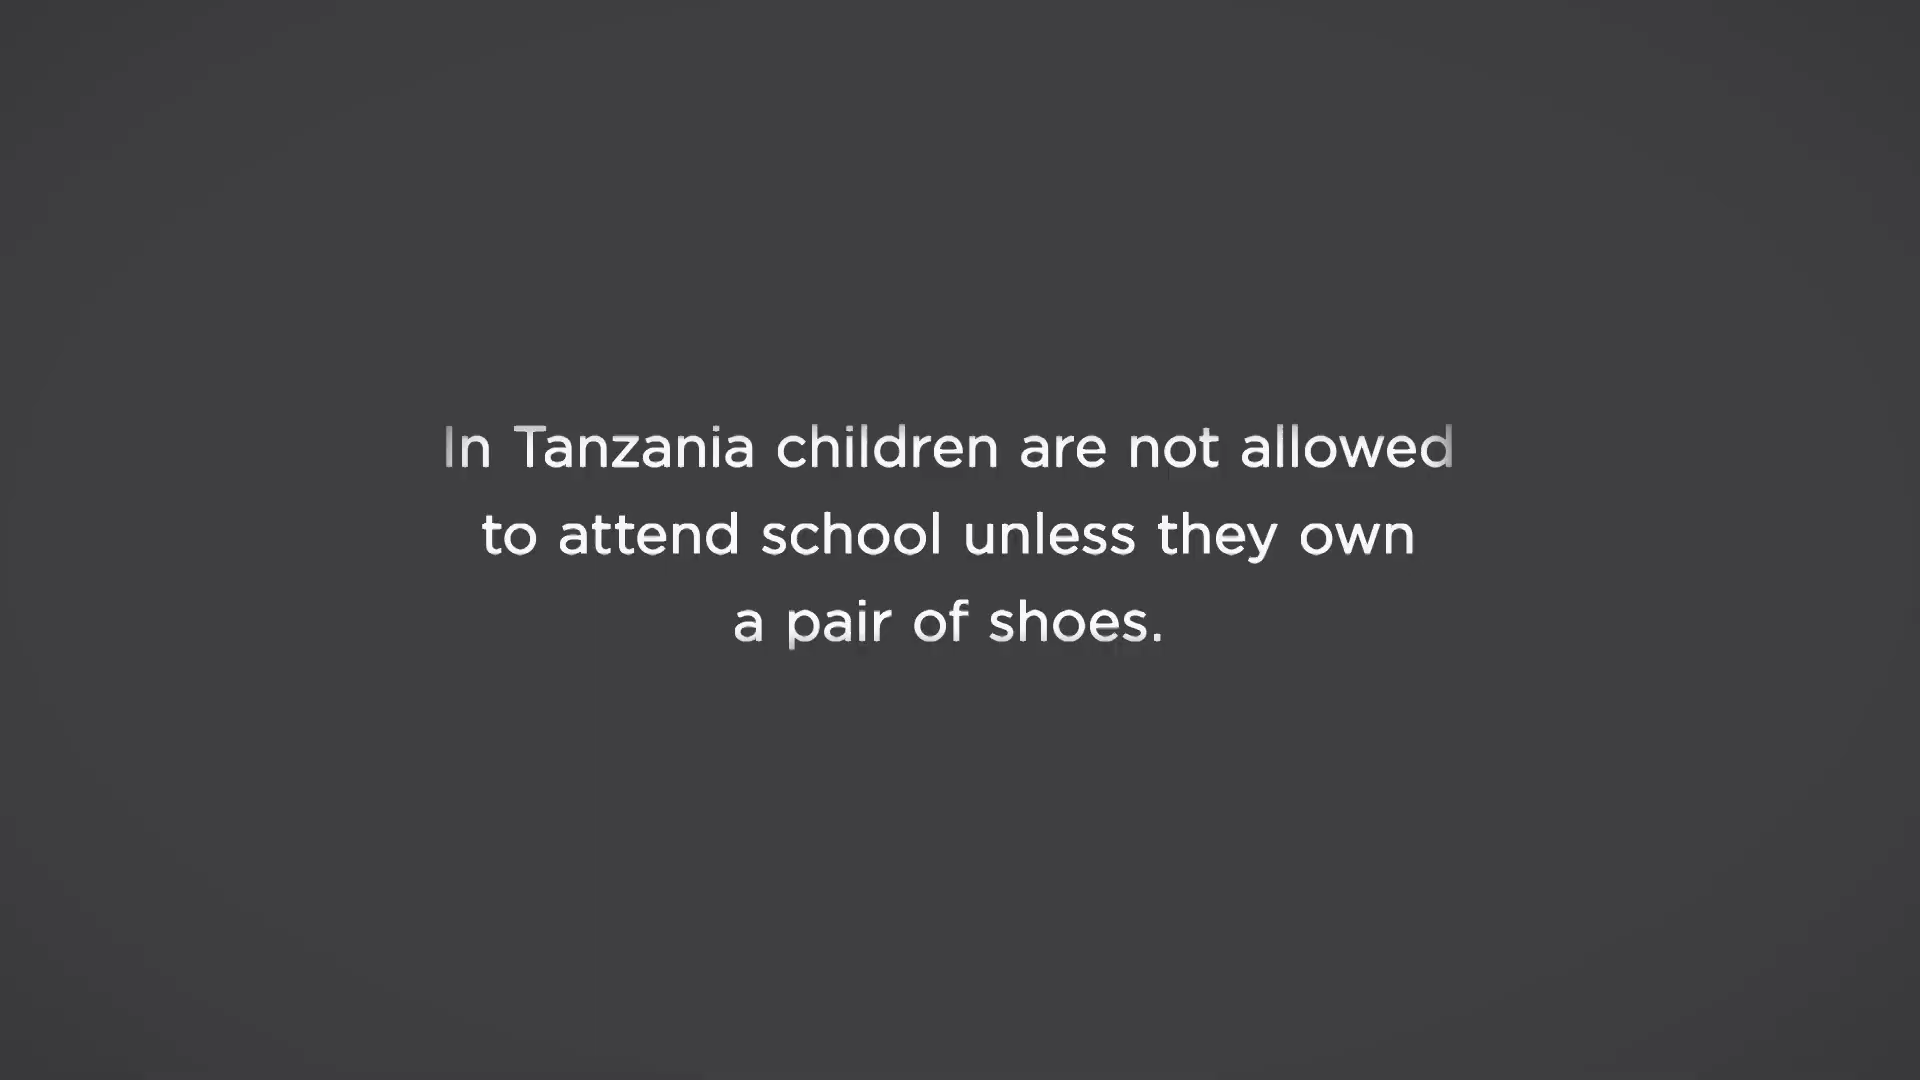 In Tanzania children are not allowed
to attend school unless they own
a pair of shoes.